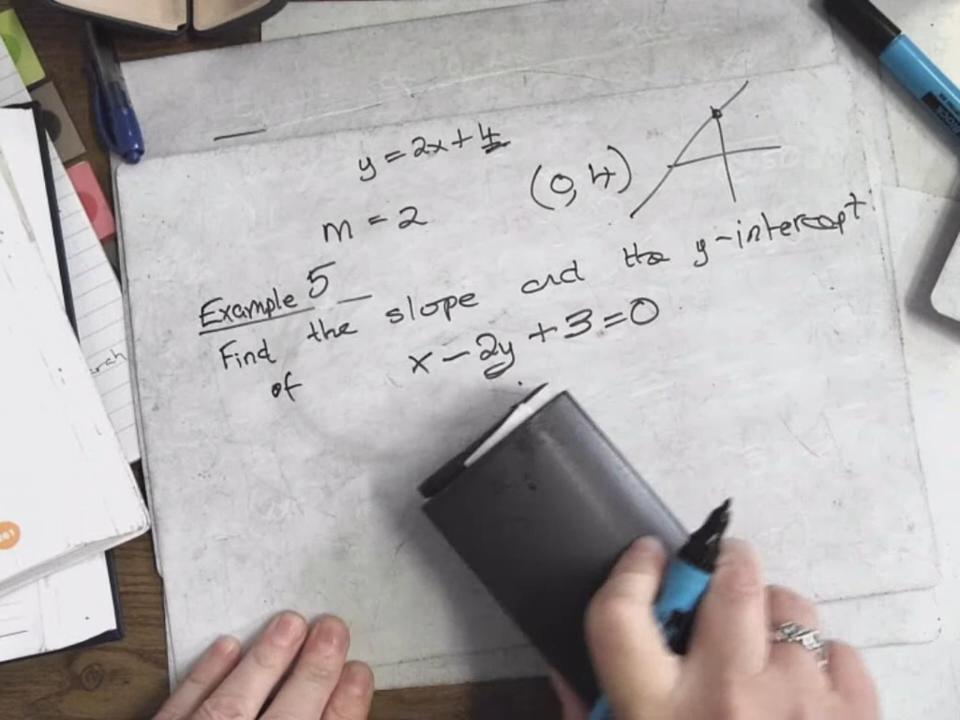 y = 2x + 4
(0, 4)
m = 2
Example 5
Find the slope and the y-intercept
of x - 2y + 3 = 0